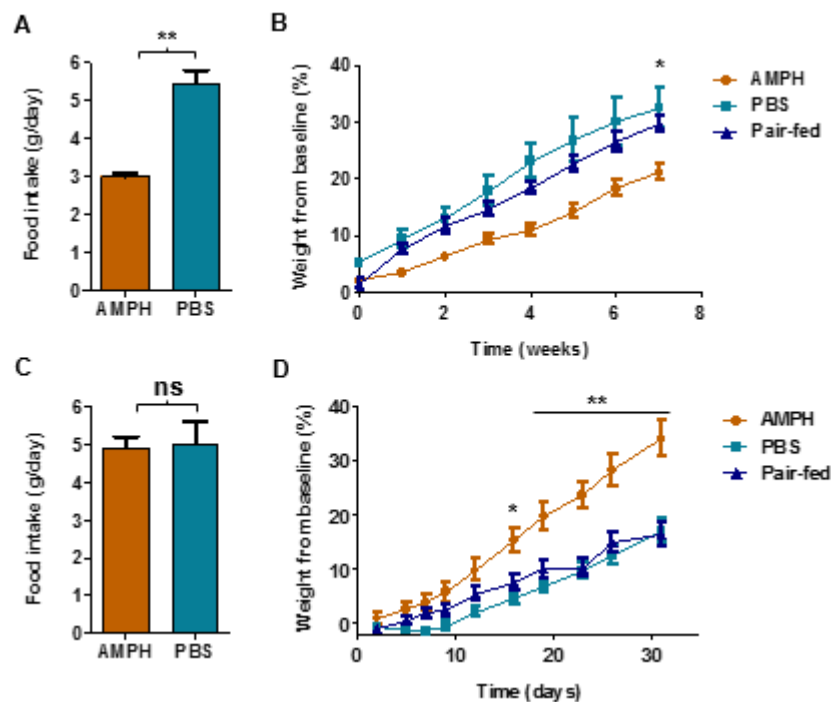 A
**
Food intake (g/day)
6
5
4
3
2
1
0
AMPH PBS
B
Weight from baseline (%)
40
30
20
10
0
*
0 2 4 6 8
Time (weeks)
AMPH
PBS
Pair-fed
C
ns
Food intake (g/day)
6
5
4
3
2
1
0
AMPH PBS
D
Weight frombaseline (%)
40
30
20
10
0
*
**
0 10 20 30
Time (days)
AMPH
PBS
Pair-fed